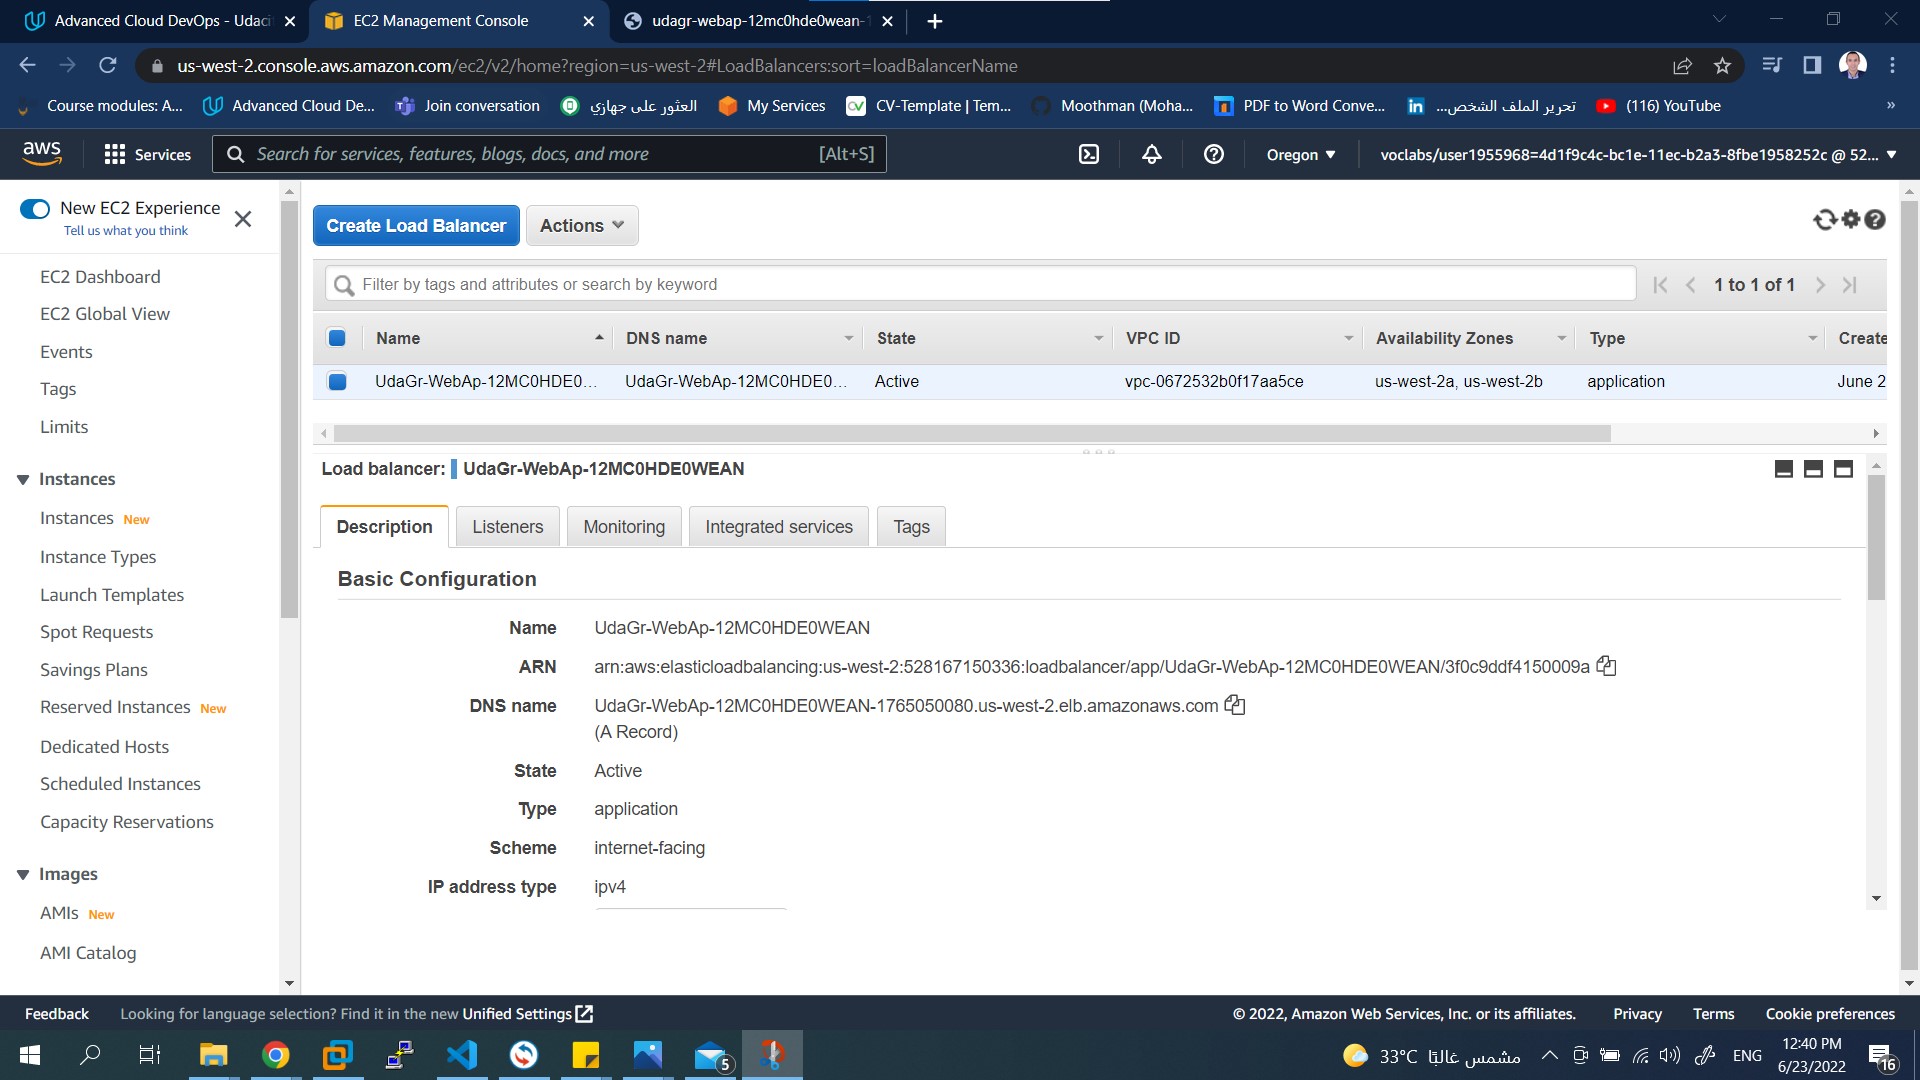 Advanced Cloud DevOps - Udaci
EC2 Management Console
udagr-webap-12mc0hde0wean-1
us-west-2.console.aws.amazon.com/ec2/v2/home?region=us-west-2#LoadBalancers:sort=loadBalancerName
Course modules: A...
Advanced Cloud De...
Join conversation
العثور على جهازي
My Services
CV-Template | Tem...
Moothman (Moha...
PDF to Word Conve...
تحرير الملف الشخص...
(116) YouTube
»
aws
Services
Search for services, features, blogs, docs, and more
[Alt+S]
Oregon
voclabs/user1955968=4d1f9c4c-bc1e-11ec-b2a3-8fbe1958252c @ 52...
New EC2 Experience
Tell us what you think
EC2 Dashboard
EC2 Global View
Events
Tags
Limits
Instances
Instances New
Instance Types
Launch Templates
Spot Requests
Savings Plans
Reserved Instances New
Dedicated Hosts
Scheduled Instances
Capacity Reservations
Images
AMIs New
AMI Catalog
Create Load Balancer
Actions
Filter by tags and attributes or search by keyword
1 to 1 of 1
Name DNS name State VPC ID Availability Zones Type Create
UdaGr-WebAp-12MC0HDE0... UdaGr-WebAp-12MC0HDE0... Active vpc-0672532b0f17aa5ce us-west-2a, us-west-2b application June 2
Load balancer: UdaGr-WebAp-12MC0HDE0WEAN
Description Listeners Monitoring Integrated services Tags
Basic Configuration
Name UdaGr-WebAp-12MC0HDE0WEAN
ARN arn:aws:elasticloadbalancing:us-west-2:528167150336:loadbalancer/app/UdaGr-WebAp-12MC0HDE0WEAN/3f0c9ddf4150009a
DNS name UdaGr-WebAp-12MC0HDE0WEAN-1765050080.us-west-2.elb.amazonaws.com
(A Record)
State Active
Type application
Scheme internet-facing
IP address type ipv4
Feedback
Looking for language selection? Find it in the new Unified Settings
© 2022, Amazon Web Services, Inc. or its affiliates.
Privacy
Terms
Cookie preferences
5
33°C مشمس غالبًا
ENG
12:40 PM
6/23/2022
16